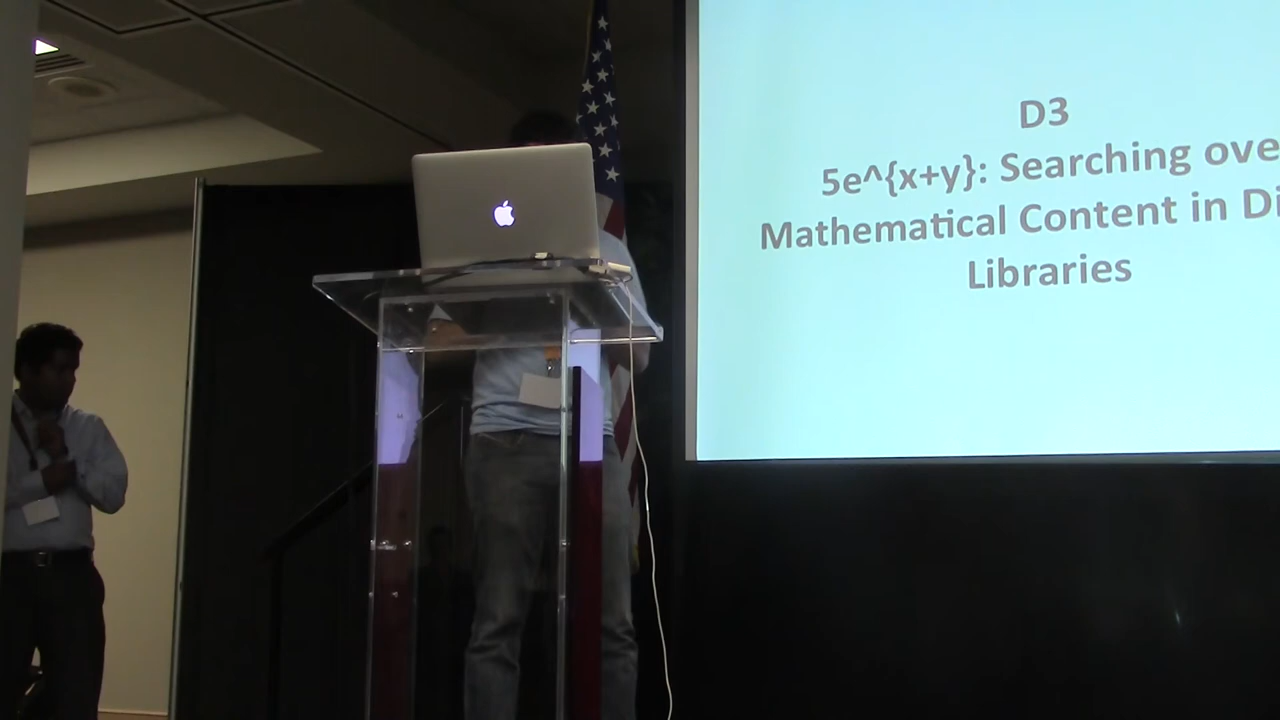 D3
5e^{x+y}: Searching ove
Mathematical Content in Di
Libraries